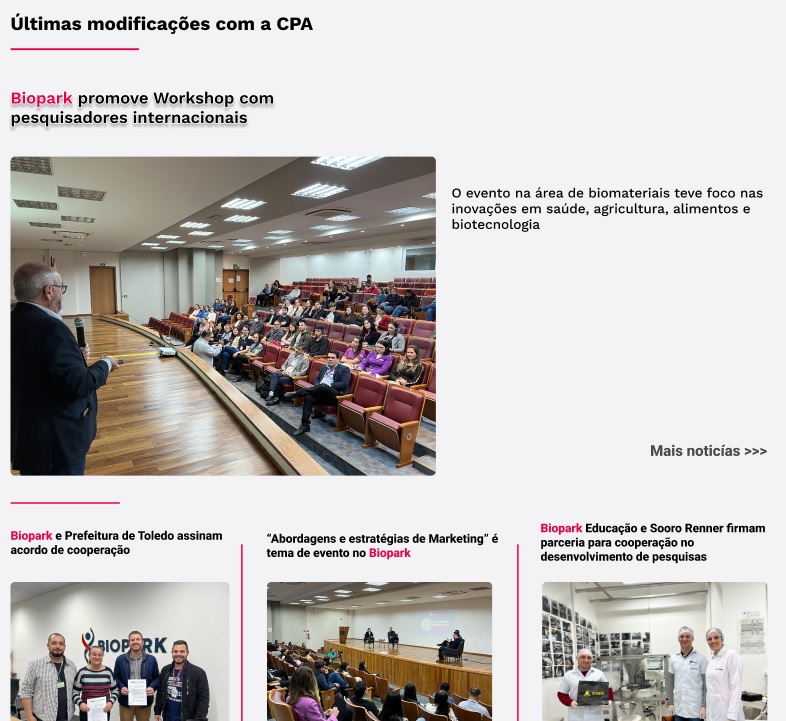 Últimas modificações com a CPA
Biopark promove Workshop com
pesquisadores internacionais
O evento na área de biomateriais teve foco nas
inovações em saúde, agricultura, alimentos e
biotecnologia
Mais noticías >>>
Biopark e Prefeitura de Toledo assinam
acordo de cooperação
“Abordagens e estratégias de Marketing” é
tema de evento no Biopark
Biopark Educação e Sooro Renner firmam
parceria para cooperação no
desenvolvimento de pesquisas
BIOPARK